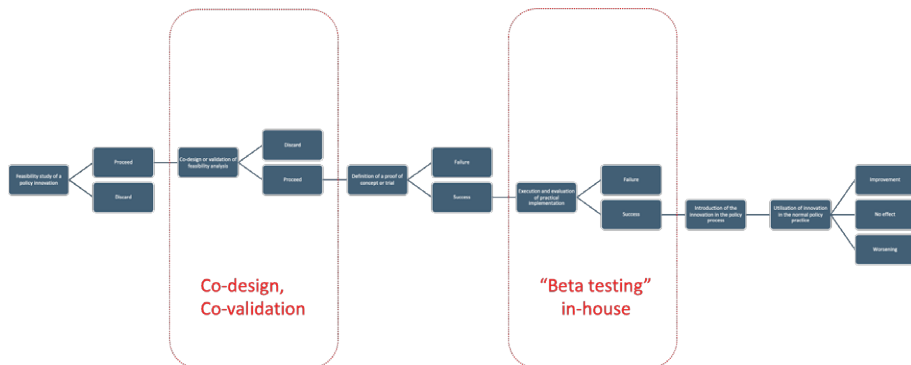 Feasibility study of a
policy innovation
Proceed
Discard
Co-design or validation of
feasibility analysis
Discard
Proceed
Definition of a proof of
concept or trial
Failure
Success
Execution and evaluation
of practical
implementation
Failure
Success
Introduction of the
innovation in the policy
process
Utilisation of innovation
in the normal policy
practice
Improvement
No effect
Worsening
Co-design,
Co-validation
“Beta testing”
in-house